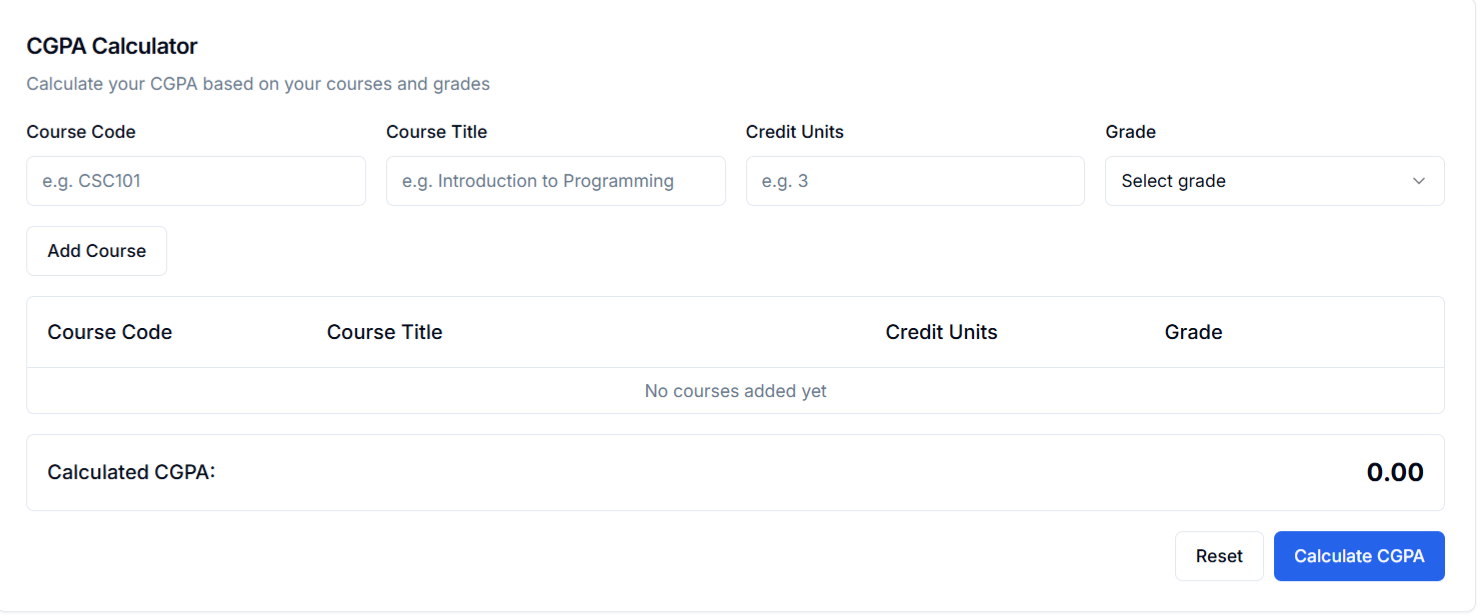 CGPA Calculator
Calculate your CGPA based on your courses and grades
Course Code Course Title Credit Units Grade
e.g. CSC101 e.g. Introduction to Programming e.g. 3 Select grade
Add Course
Course Code Course Title Credit Units Grade
No courses added yet
Calculated CGPA: 0.00
Reset Calculate CGPA